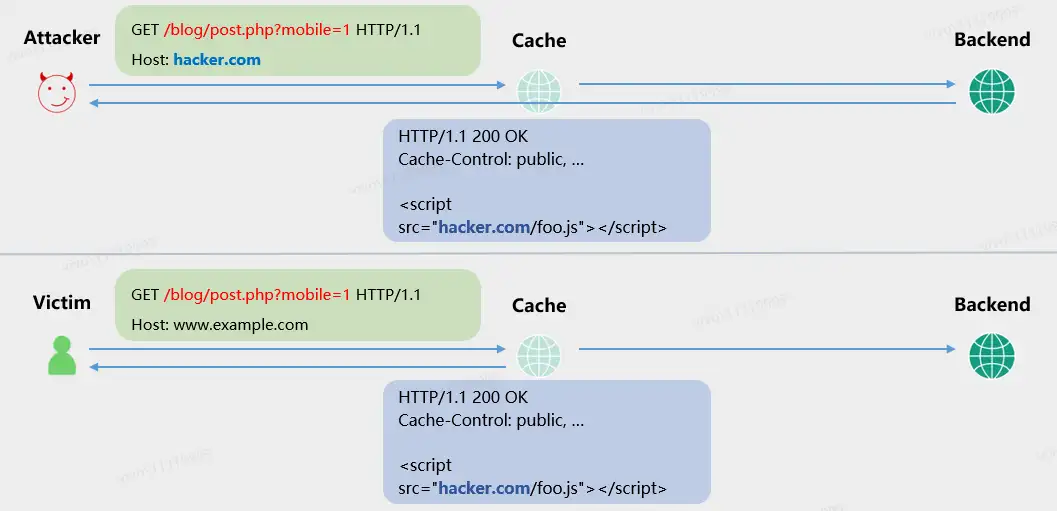 Attacker
GET /blog/post.php?mobile=1 HTTP/1.1
Host: hacker.com
Cache
Backend
HTTP/1.1 200 OK
Cache-Control: public, ...
<script
src="hacker.com/foo.js"></script>
Victim
GET /blog/post.php?mobile=1 HTTP/1.1
Host: www.example.com
Cache
Backend
HTTP/1.1 200 OK
Cache-Control: public, ...
<script
src="hacker.com/foo.js"></script>